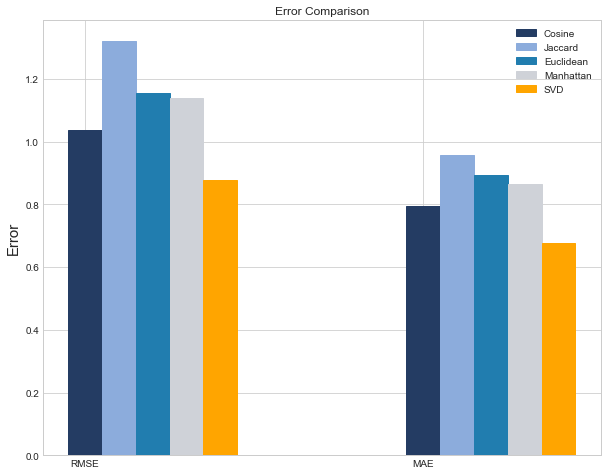 Error Comparison
Cosine
Jaccard
Euclidean
Manhattan
SVD
Error
1.2
1.0
0.8
0.6
0.4
0.2
0.0
RMSE
MAE